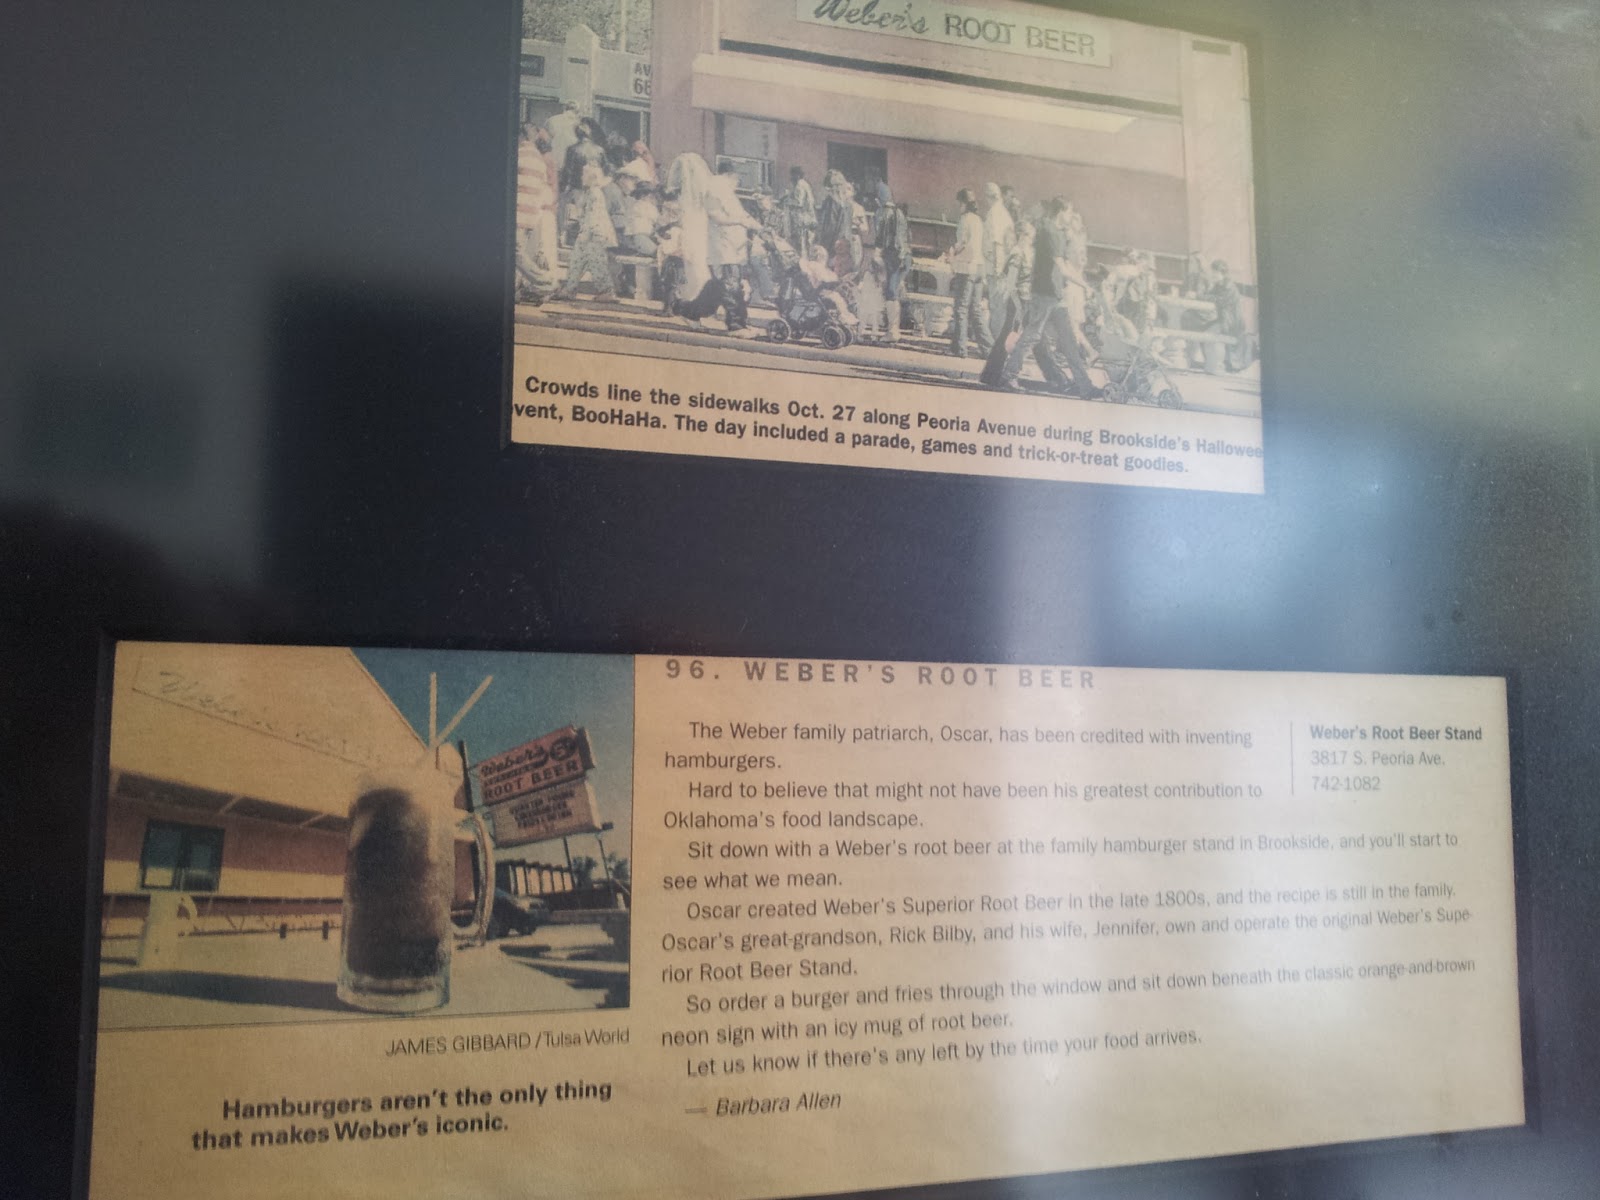 Weber's ROOT BEER
AV
Crowds line the sidewalks Oct. 27 along Peoria Avenue during Brookside's Hallowee
vent, BooHaHa. The day included a parade, games and trick-or-treat goodies.
Weber's
ROOT BEER
JAMES GIBBARD / Tulsa World
Hamburgers aren't the only thing
that makes Weber's iconic.
96. WEBER'S ROOT BEER
The Weber family patriarch, Oscar, has been credited with inventing
hamburgers.
Hard to believe that might not have been his greatest contribution to
Oklahoma's food landscape.
Sit down with a Weber's root beer at the family hamburger stand in Brookside, and you'll start to
see what we mean.
Oscar created Weber's Superior Root Beer in the late 1800s, and the recipe is still in the family.
Oscar's great-grandson, Rick Bilby, and his wife, Jennifer, own and operate the original Weber's Supe-
rior Root Beer Stand.
So order a burger and fries through the window and sit down beneath the classic orange-and-brown
neon sign with an icy mug of root beer.
Let us know if there's any left by the time your food arrives.
— Barbara Allen
Weber's Root Beer Stand
3817 S. Peoria Ave.
742-1082